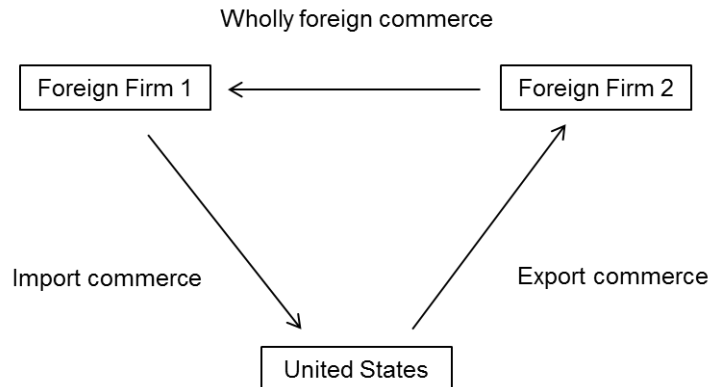 Wholly foreign commerce
Foreign Firm 1
Foreign Firm 2
Import commerce
Export commerce
United States